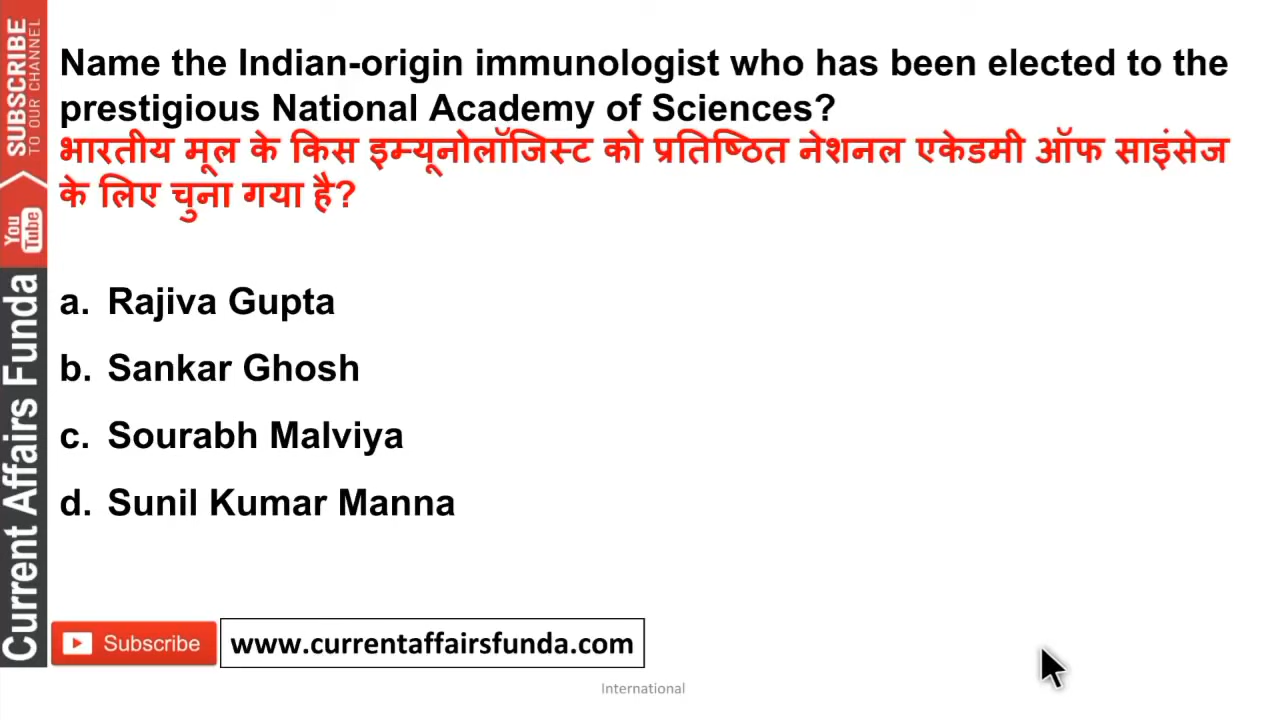 SUBSCRIBE
TO OUR CHANNEL
You
Tube
Current Affairs Funda
Name the Indian-origin immunologist who has been elected to the
prestigious National Academy of Sciences?
भारतीय मूल के किस इम्यूनोलॉजिस्ट को प्रतिष्ठित नेशनल एकेडमी ऑफ साइंसेज
के लिए चुना गया है?
a. Rajiva Gupta
b. Sankar Ghosh
c. Sourabh Malviya
d. Sunil Kumar Manna
Subscribe
www.currentaffairsfunda.com
International